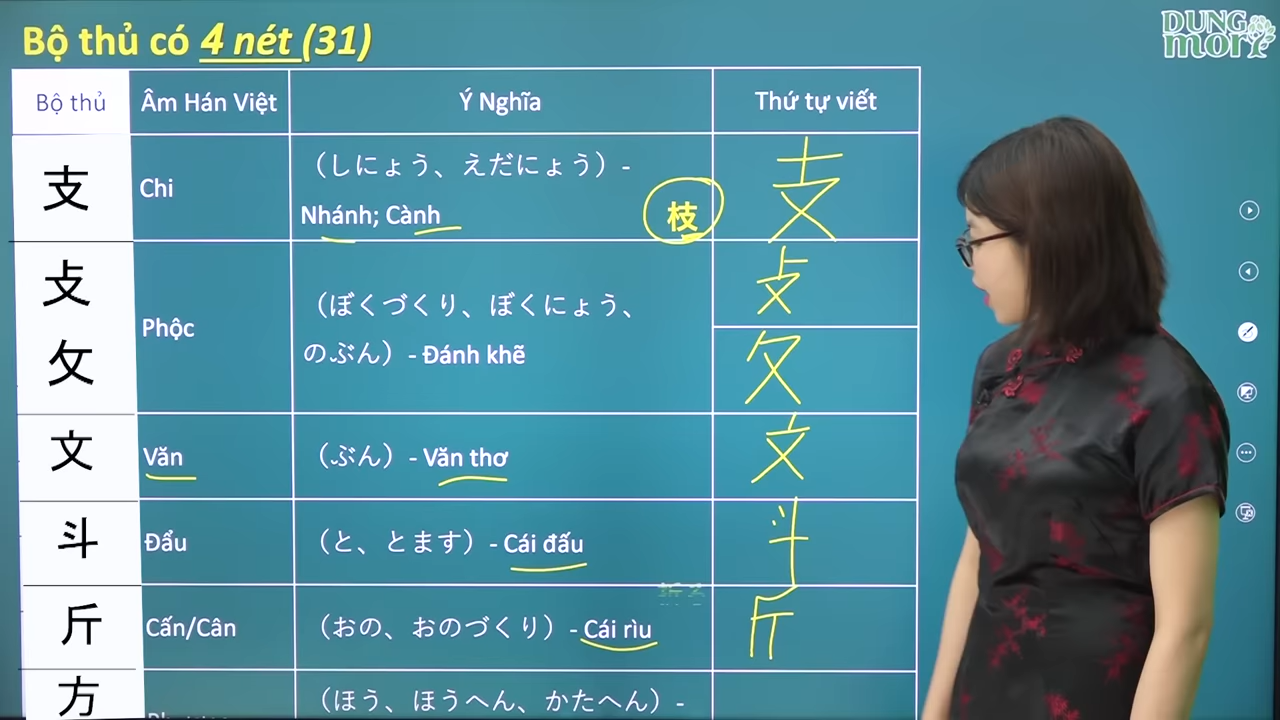 Bộ thủ có 4 nét (31)
DUNG
mori
Bộ thủ
Âm Hán Việt
Ý Nghĩa
Thứ tự viết
支
Chi
（しにょう、えだにょう）-
Nhánh; Cành
枝
支
攴
攵
Phộc
（ぼくづくり、ぼくにょう、
のぶん）- Đánh khẽ
攴
攵
文
Văn
（ぶん）- Văn thơ
文
斗
Đẩu
（と、とます）- Cái đấu
斗
斤
Cấn/Cân
（おの、おのづくり）- Cái rìu
斤
方
（ほう、ほうへん、かたへん）-